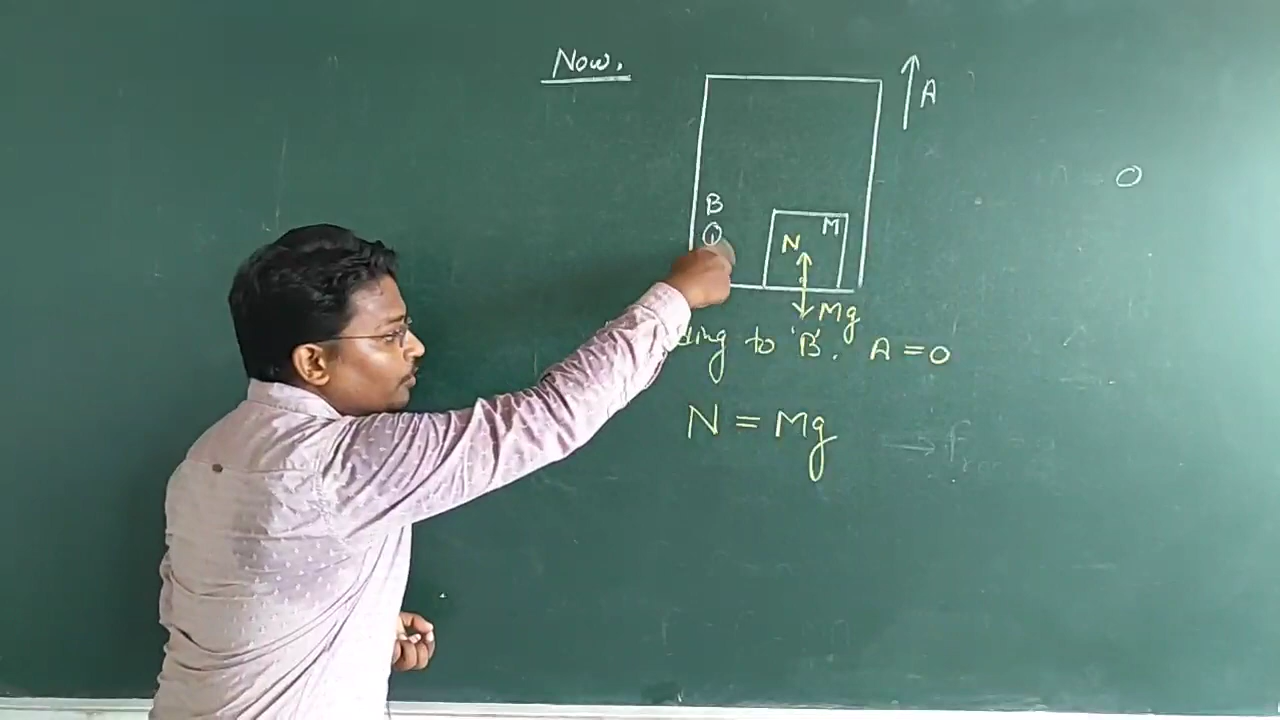 Now.
A
O
B
M
N
Mg
ding to 'B'. A = 0
N = Mg